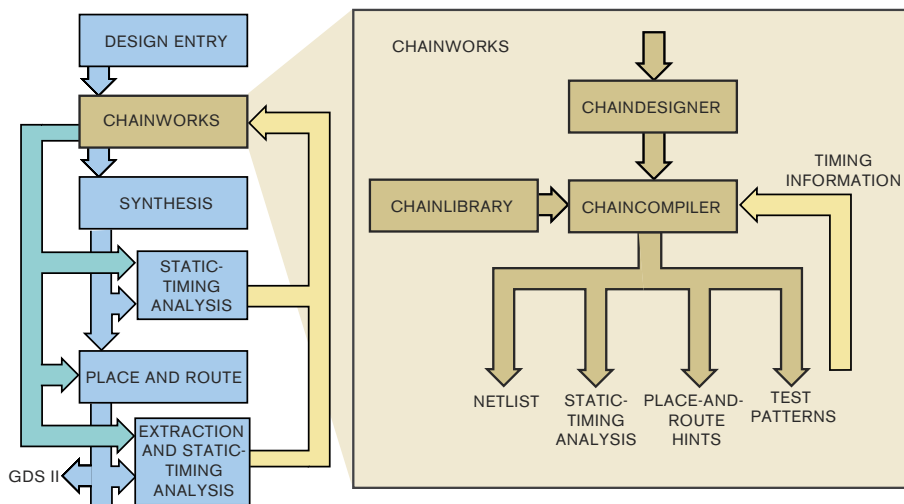 DESIGN ENTRY
CHAINWORKS
SYNTHESIS
STATIC-
TIMING
ANALYSIS
PLACE AND ROUTE
EXTRACTION
AND STATIC-
TIMING
ANALYSIS
GDS II
CHAINWORKS
CHAINDESIGNER
TIMING
INFORMATION
CHAINLIBRARY
CHAINCOMPILER
NETLIST
STATIC-
TIMING
ANALYSIS
PLACE-AND-
ROUTE
HINTS
TEST
PATTERNS